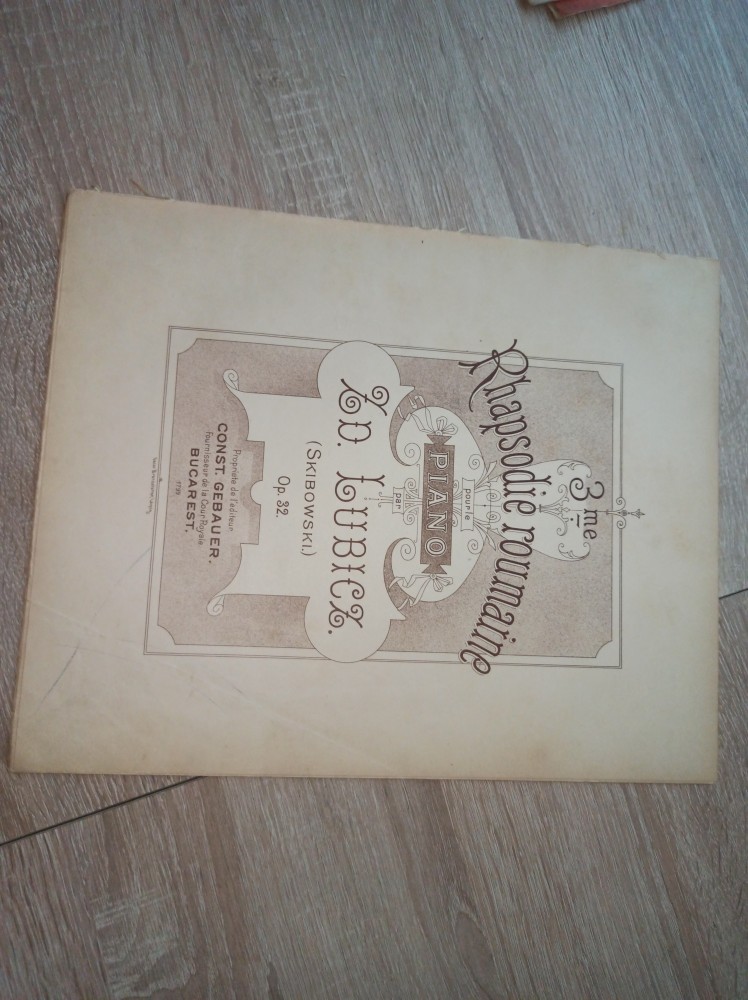 3me
Rhapsodie roumaine
pour le
PIANO
par
ED. LUBICZ.
(SKIBOWSKI.)
Op. 32.
Propriété de l'éditeur
CONST. GEBAUER.
fournisseur de la Cour Royale
BUCAREST.